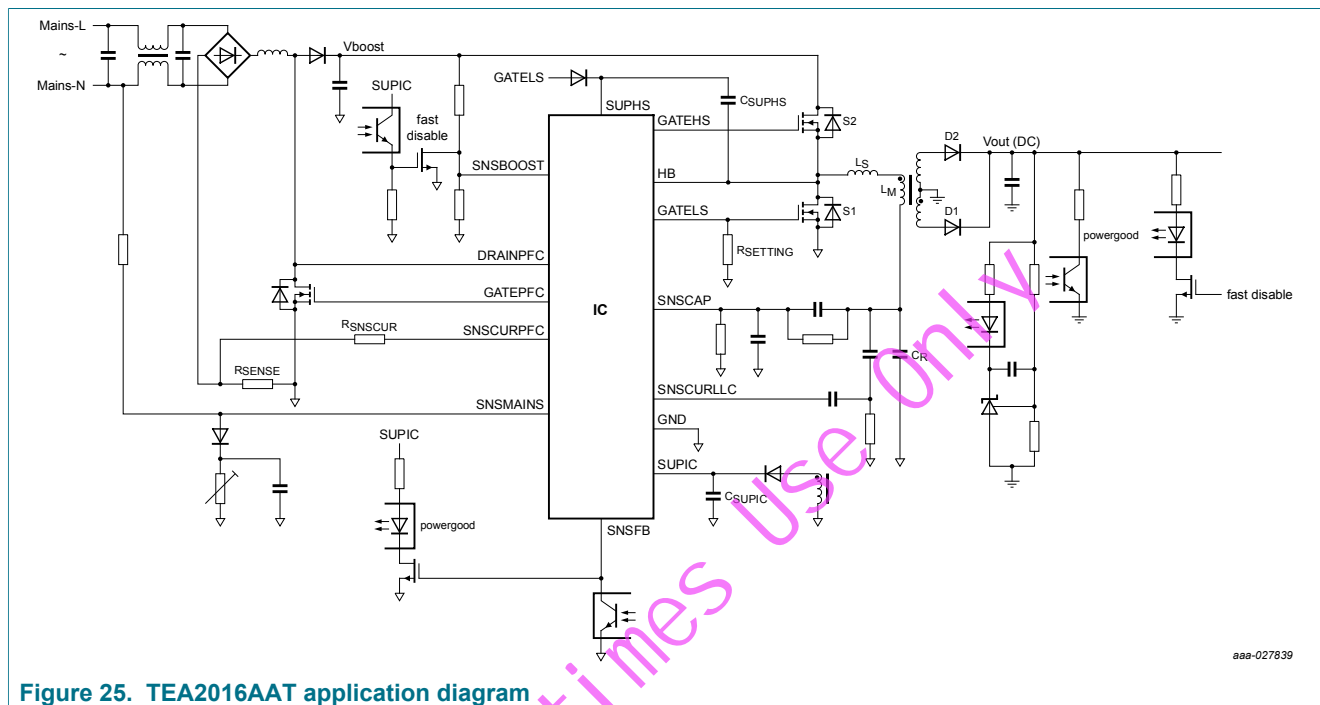 Mains-L
~
Mains-N
Vboost
SUPIC
fast
disable
GATELS
SUPHS
CSUPHS
GATEHS
S2
SNSBOOST
HB
LS
LM
D2
Vout (DC)
GATELS
S1
D1
RSETTING
powergood
DRAINPFC
GATEPFC
IC
SNSCAP
fast disable
RSNSCUR
SNSCURPFC
CR
RSENSE
SNSCURLLC
SNSMAINS
GND
SUPIC
SUPIC
CSUPIC
powergood
SNSFB
times Use Only
aaa-027839
Figure 25. TEA2016AAT application diagram